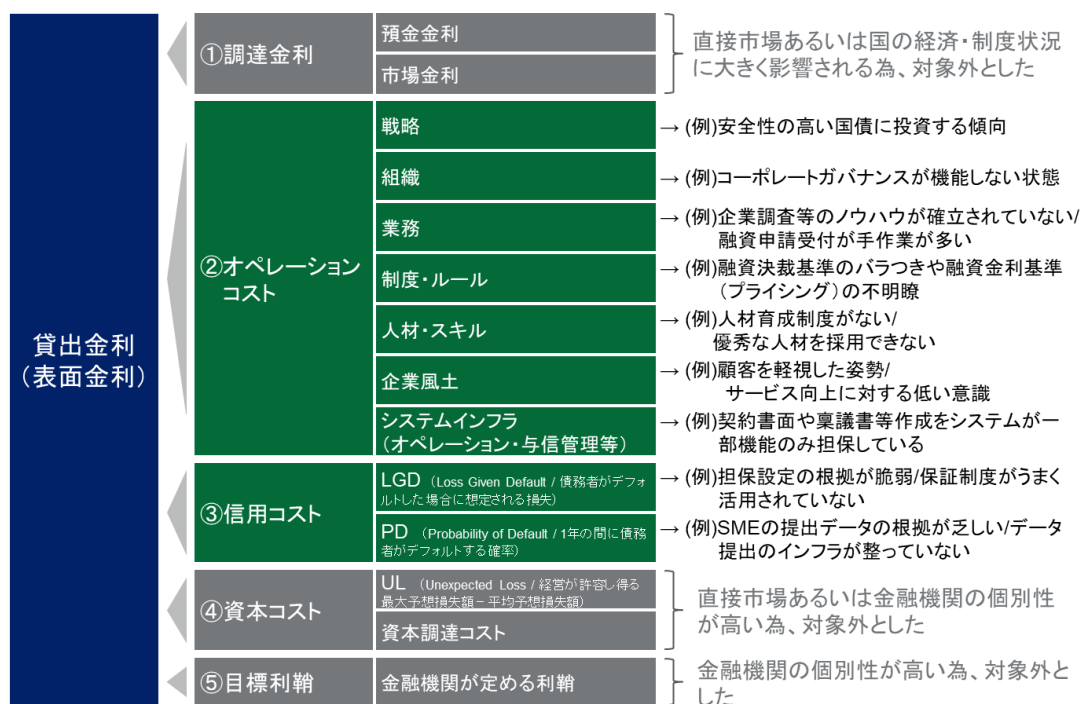 貸出金利
（表面金利）
①調達金利
預金金利
市場金利
直接市場あるいは国の経済・制度状況
に大きく影響される為、対象外とした
②オペレーション
コスト
戦略
→ (例)安全性の高い国債に投資する傾向
組織
→ (例)コーポレートガバナンスが機能しない状態
業務
→ (例)企業調査等のノウハウが確立されていない/
融資申請受付が手作業が多い
制度・ルール
→ (例)融資決裁基準のバラつきや融資金利基準
（プライシング）の不明瞭
人材・スキル
→ (例)人材育成制度がない/
優秀な人材を採用できない
企業風土
→ (例)顧客を軽視した姿勢/
サービス向上に対する低い意識
システムインフラ
（オペレーション・与信管理等）
→ (例)契約書面や稟議書等作成をシステムが一
部機能のみ担保している
③信用コスト
LGD （Loss Given Default / 債務者がデフォ
ルトした場合に想定される損失）
→ (例)担保設定の根拠が脆弱/保証制度がうまく
活用されていない
PD （Probability of Default / 1年の間に債務
者がデフォルトする確率）
→ (例)SMEの提出データの根拠が乏しい/データ
提出のインフラが整っていない
④資本コスト
UL （Unexpected Loss / 経営が許容し得る
最大予想損失額－平均予想損失額）
資本調達コスト
直接市場あるいは金融機関の個別性
が高い為、対象外とした
⑤目標利鞘
金融機関が定める利鞘
金融機関の個別性が高い為、対象外と
した